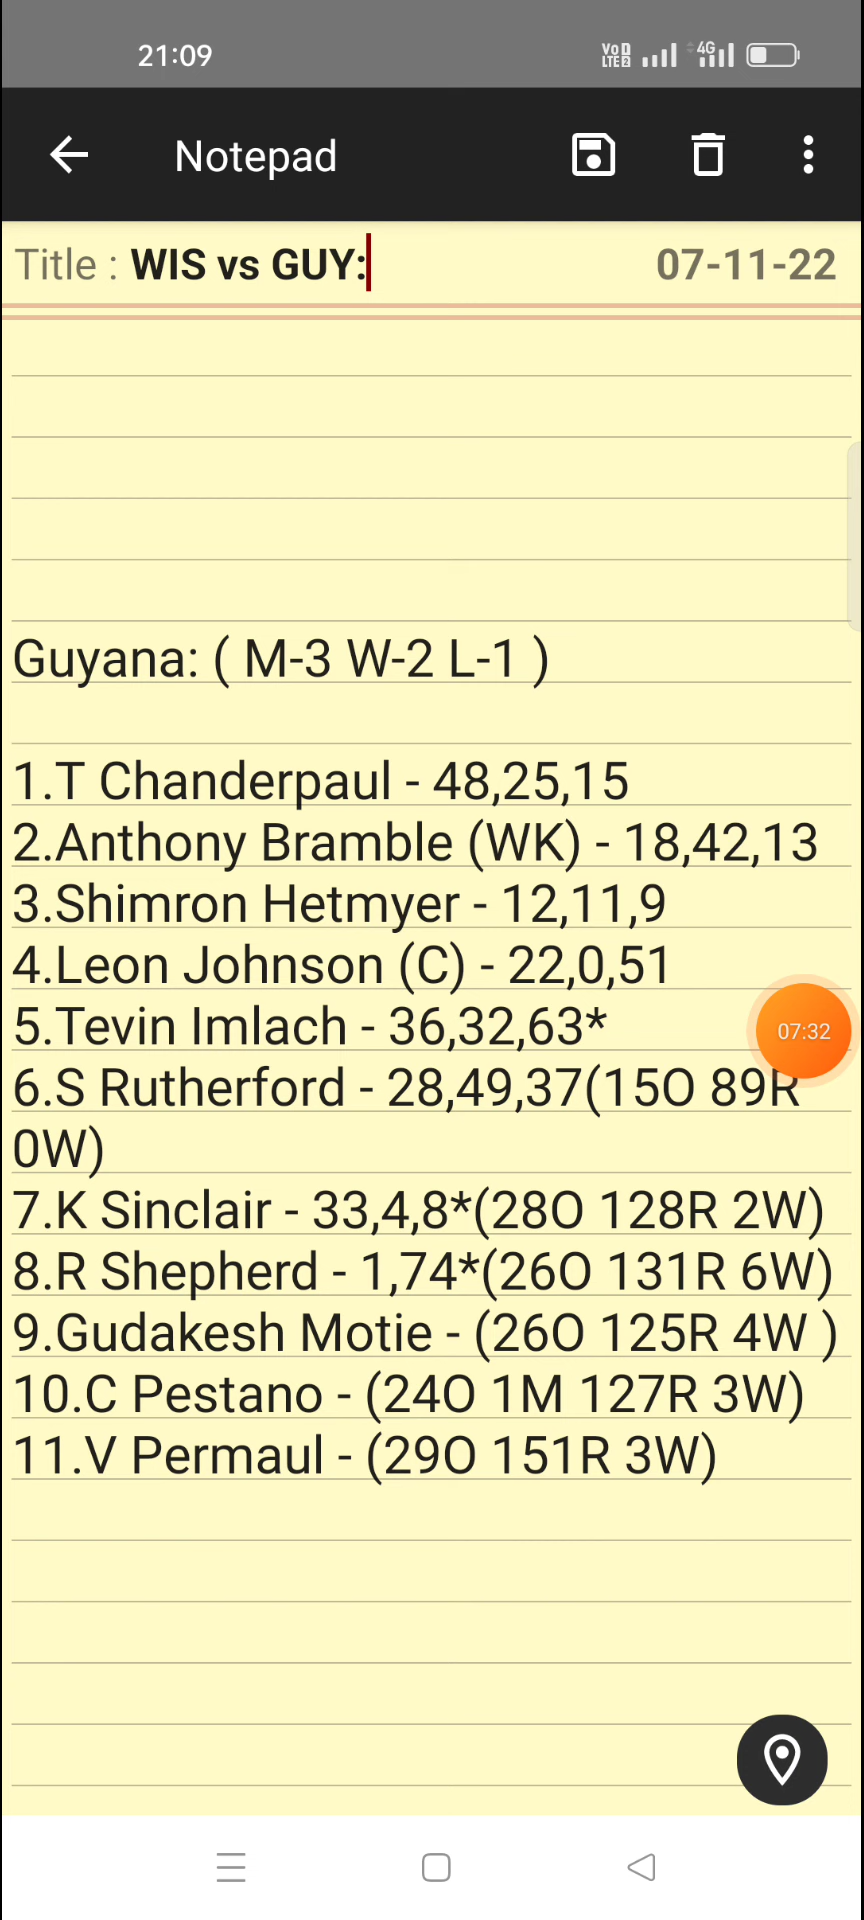 21:09 VoD LTE2 4G
Notepad
Title : WIS vs GUY: 07-11-22
Guyana: ( M-3 W-2 L-1 )
1.T Chanderpaul - 48,25,15
2.Anthony Bramble (WK) - 18,42,13
3.Shimron Hetmyer - 12,11,9
4.Leon Johnson (C) - 22,0,51
5.Tevin Imlach - 36,32,63*
07:32
6.S Rutherford - 28,49,37(15O 89R
0W)
7.K Sinclair - 33,4,8*(28O 128R 2W)
8.R Shepherd - 1,74*(26O 131R 6W)
9.Gudakesh Motie - (26O 125R 4W )
10.C Pestano - (24O 1M 127R 3W)
11.V Permaul - (29O 151R 3W)